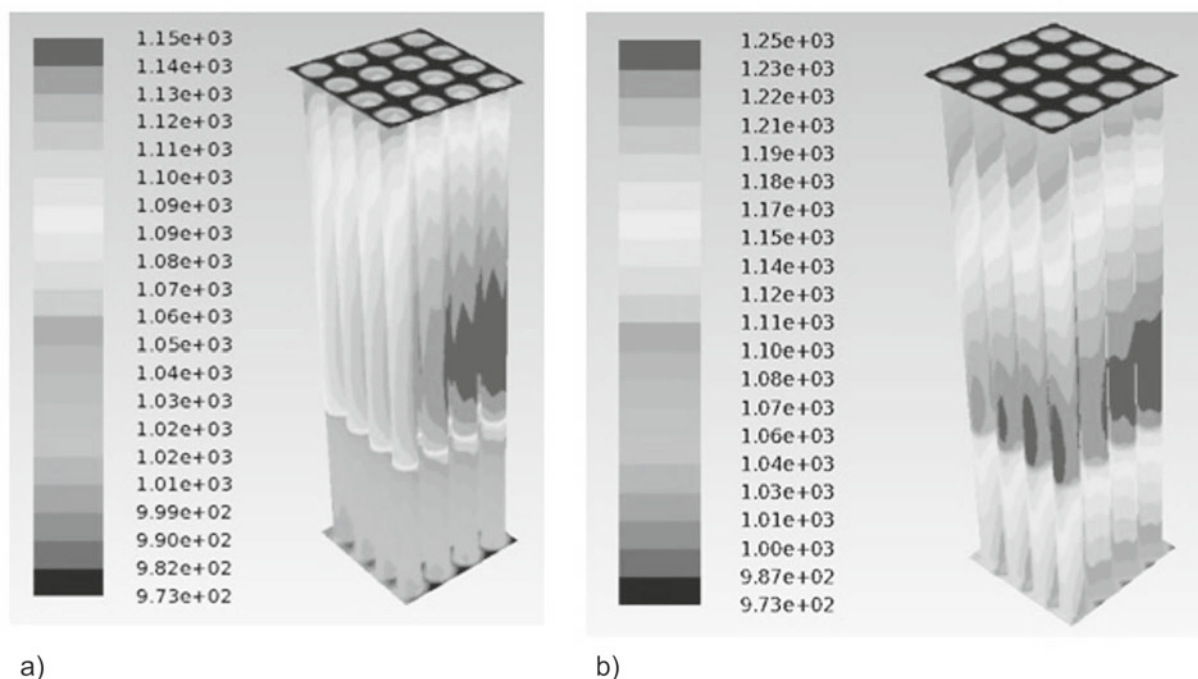 1.15e+03
1.14e+03
1.13e+03
1.12e+03
1.11e+03
1.10e+03
1.09e+03
1.09e+03
1.08e+03
1.07e+03
1.06e+03
1.05e+03
1.04e+03
1.03e+03
1.02e+03
1.02e+03
1.01e+03
9.99e+02
9.90e+02
9.82e+02
9.73e+02
a)
1.25e+03
1.23e+03
1.22e+03
1.21e+03
1.19e+03
1.18e+03
1.17e+03
1.15e+03
1.14e+03
1.12e+03
1.11e+03
1.10e+03
1.08e+03
1.07e+03
1.06e+03
1.04e+03
1.03e+03
1.01e+03
1.00e+03
9.87e+02
9.73e+02
b)